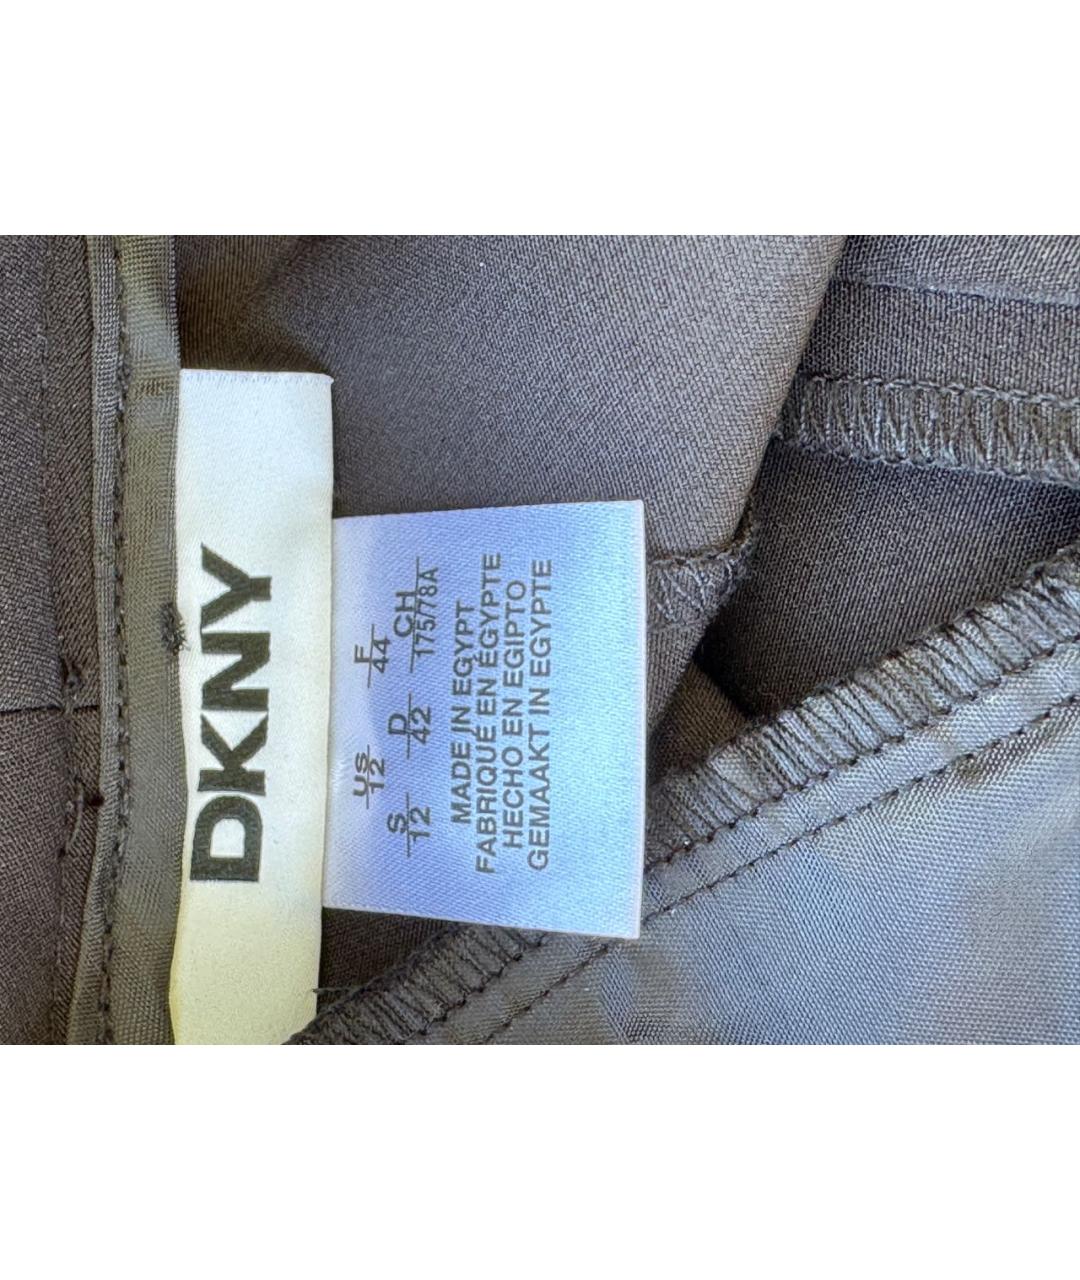 DKNY
US F
12 44
S D CH
12 42 175/78A
MADE IN EGYPT
FABRIQUÉ EN ÉGYPTE
HECHO EN EGIPTO
GEMAAKT IN EGYPTE